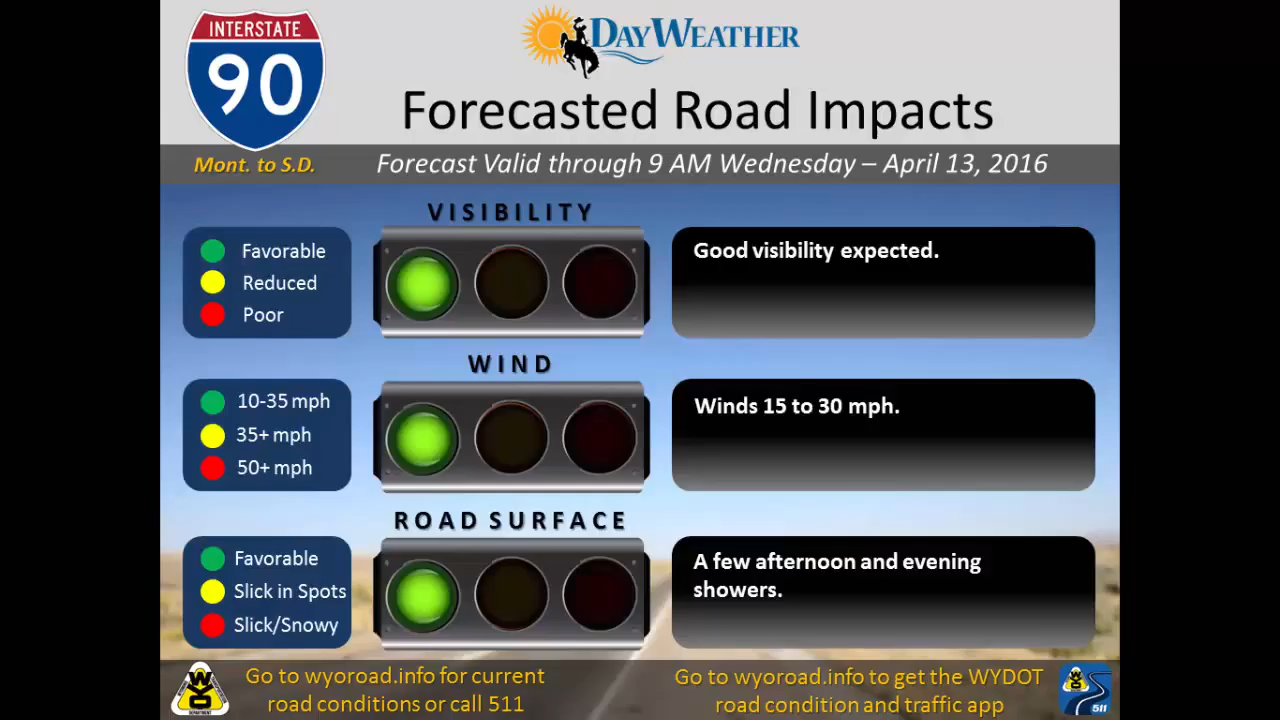 INTERSTATE
90
DAYWEATHER
Forecasted Road Impacts
Mont. to S.D.
Forecast Valid through 9 AM Wednesday – April 13, 2016
VISIBILITY
Favorable
Reduced
Poor
Good visibility expected.
WIND
10-35 mph
35+ mph
50+ mph
Winds 15 to 30 mph.
ROAD SURFACE
Favorable
Slick in Spots
Slick/Snowy
A few afternoon and evening
showers.
WYO
DEPARTMENT
Go to wyoroad.info for current
road conditions or call 511
Go to wyoroad.info to get the WYDOT
road condition and traffic app
WYO
511